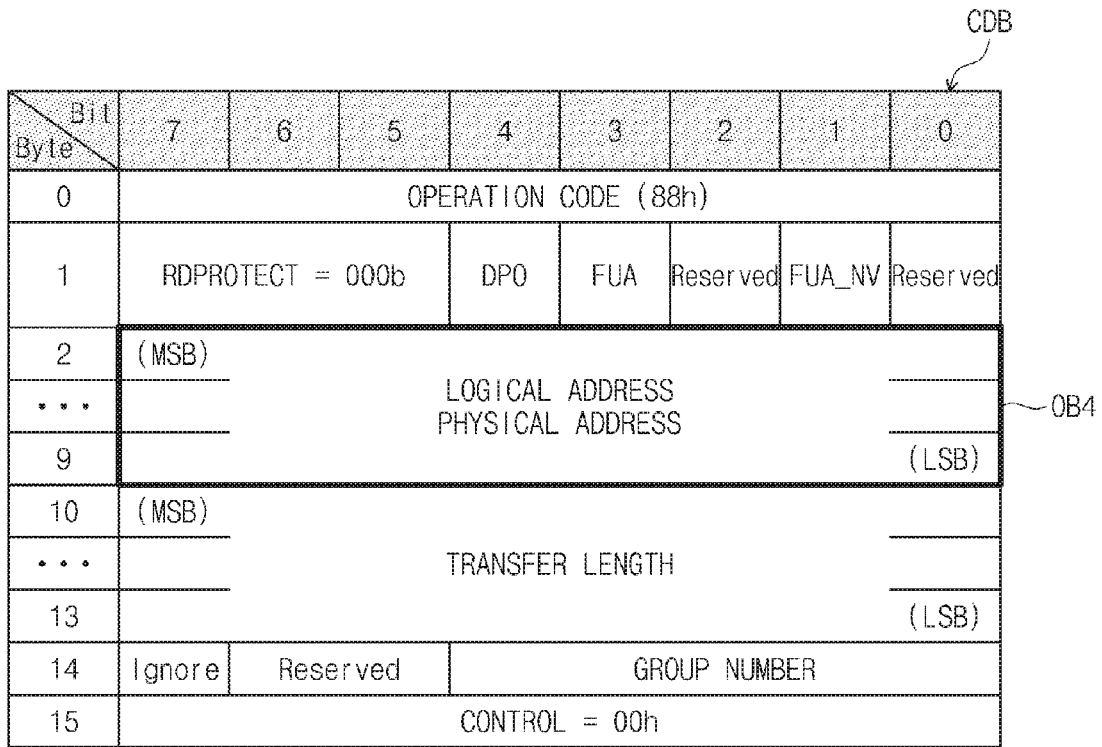 CDB
Bit
Byte
7 6 5 4 3 2 1 0
0 OPERATION CODE (88h)
1 RDPROTECT = 000b DPO FUA Reserved FUA_NV Reserved
2 (MSB)
LOGICAL ADDRESS
... OB4
PHYSICAL ADDRESS
9 (LSB)
10 (MSB)
... TRANSFER LENGTH
13 (LSB)
14 Ignore Reserved GROUP NUMBER
15 CONTROL = 00h